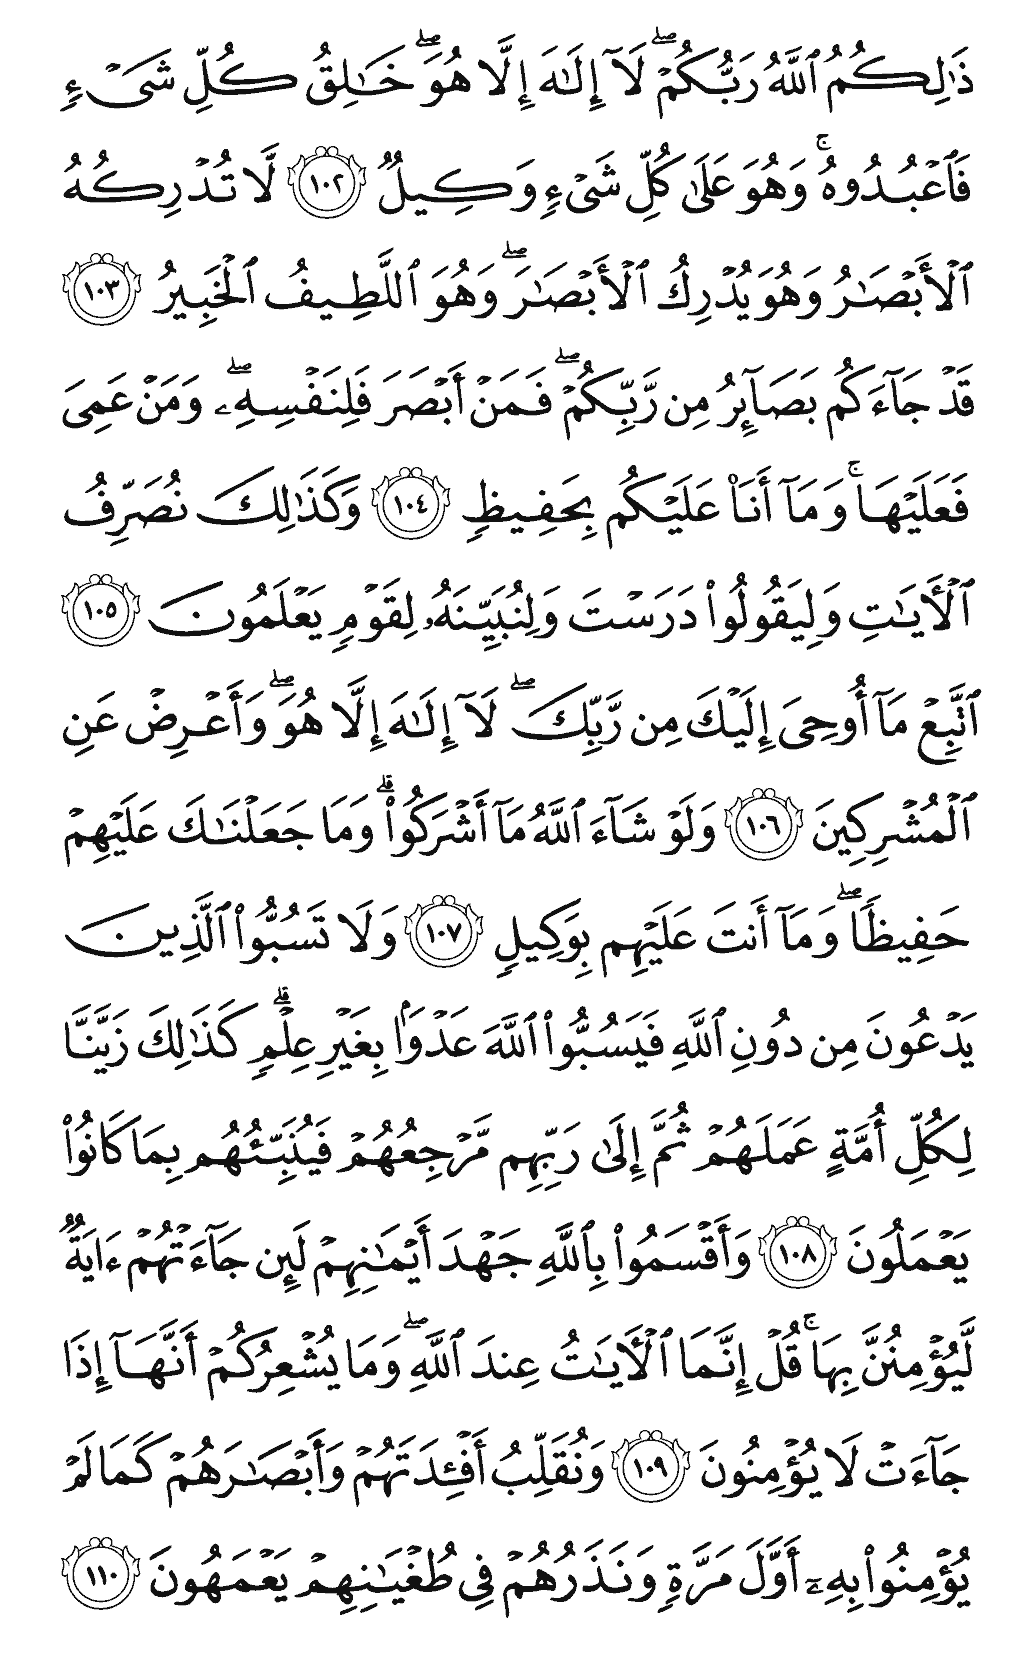 ذَٰلِكُمُ ٱللَّهُ رَبُّكُمۡۖ لَآ إِلَٰهَ إِلَّا هُوَۖ خَٰلِقُ كُلِّ شَيۡءٖ
فَٱعۡبُدُوهُۚ وَهُوَ عَلَىٰ كُلِّ شَيۡءٖ وَكِيلٞ ١٠٢ لَّا تُدۡرِكُهُ
ٱلۡأَبۡصَٰرُ وَهُوَ يُدۡرِكُ ٱلۡأَبۡصَٰرَۖ وَهُوَ ٱللَّطِيفُ ٱلۡخَبِيرُ ١٠٣
قَدۡ جَآءَكُم بَصَآئِرُ مِن رَّبِّكُمۡۖ فَمَنۡ أَبۡصَرَ فَلِنَفۡسِهِۦۖ وَمَنۡ عَمِيَ
فَعَلَيۡهَاۚ وَمَآ أَنَا۠ عَلَيۡكُم بِحَفِيظٖ ١٠٤ وَكَذَٰلِكَ نُصَرِّفُ
ٱلۡأٓيَٰتِ وَلِيَقُولُواْ دَرَسۡتَ وَلِنُبَيِّنَهُۥ لِقَوۡمٖ يَعۡلَمُونَ ١٠٥
ٱتَّبِعۡ مَآ أُوحِيَ إِلَيۡكَ مِن رَّبِّكَۖ لَآ إِلَٰهَ إِلَّا هُوَۖ وَأَعۡرِضۡ عَنِ
ٱلۡمُشۡرِكِينَ ١٠٦ وَلَوۡ شَآءَ ٱللَّهُ مَآ أَشۡرَكُواْۗ وَمَا جَعَلۡنَٰكَ عَلَيۡهِمۡ
حَفِيظٗاۖ وَمَآ أَنتَ عَلَيۡهِم بِوَكِيلٖ ١٠٧ وَلَا تَسُبُّواْ ٱلَّذِينَ
يَدۡعُونَ مِن دُونِ ٱللَّهِ فَيَسُبُّواْ ٱللَّهَ عَدۡوَۢا بِغَيۡرِ عِلۡمٖۗ كَذَٰلِكَ زَيَّنَّا
لِكُلِّ أُمَّةٍ عَمَلَهُمۡ ثُمَّ إِلَىٰ رَبِّهِم مَّرۡجِعُهُمۡ فَيُنَبِّئُهُم بِمَا كَانُواْ
يَعۡمَلُونَ ١٠٨ وَأَقۡسَمُواْ بِٱللَّهِ جَهۡدَ أَيۡمَٰنِهِمۡ لَئِن جَآءَتۡهُمۡ ءَايَةٞ
لَّيُؤۡمِنُنَّ بِهَاۚ قُلۡ إِنَّمَا ٱلۡأٓيَٰتُ عِندَ ٱللَّهِۖ وَمَا يُشۡعِرُكُمۡ أَنَّهَآ إِذَا
جَآءَتۡ لَا يُؤۡمِنُونَ ١٠٩ وَنُقَلِّبُ أَفۡـِٔدَتَهُمۡ وَأَبۡصَٰرَهُمۡ كَمَا لَمۡ
يُؤۡمِنُواْ بِهِۦٓ أَوَّلَ مَرَّةٖ وَنَذَرُهُمۡ فِي طُغۡيَٰنِهِمۡ يَعۡمَهُونَ ١١٠